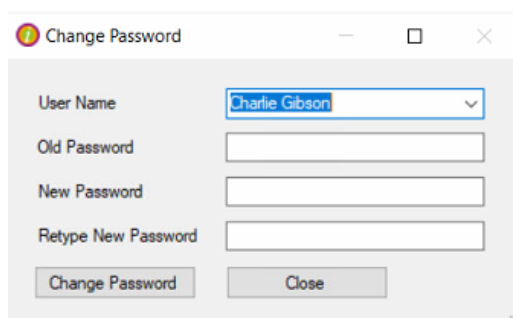 Change Password
User Name Charlie Gibson
Old Password
New Password
Retype New Password
Change Password Close